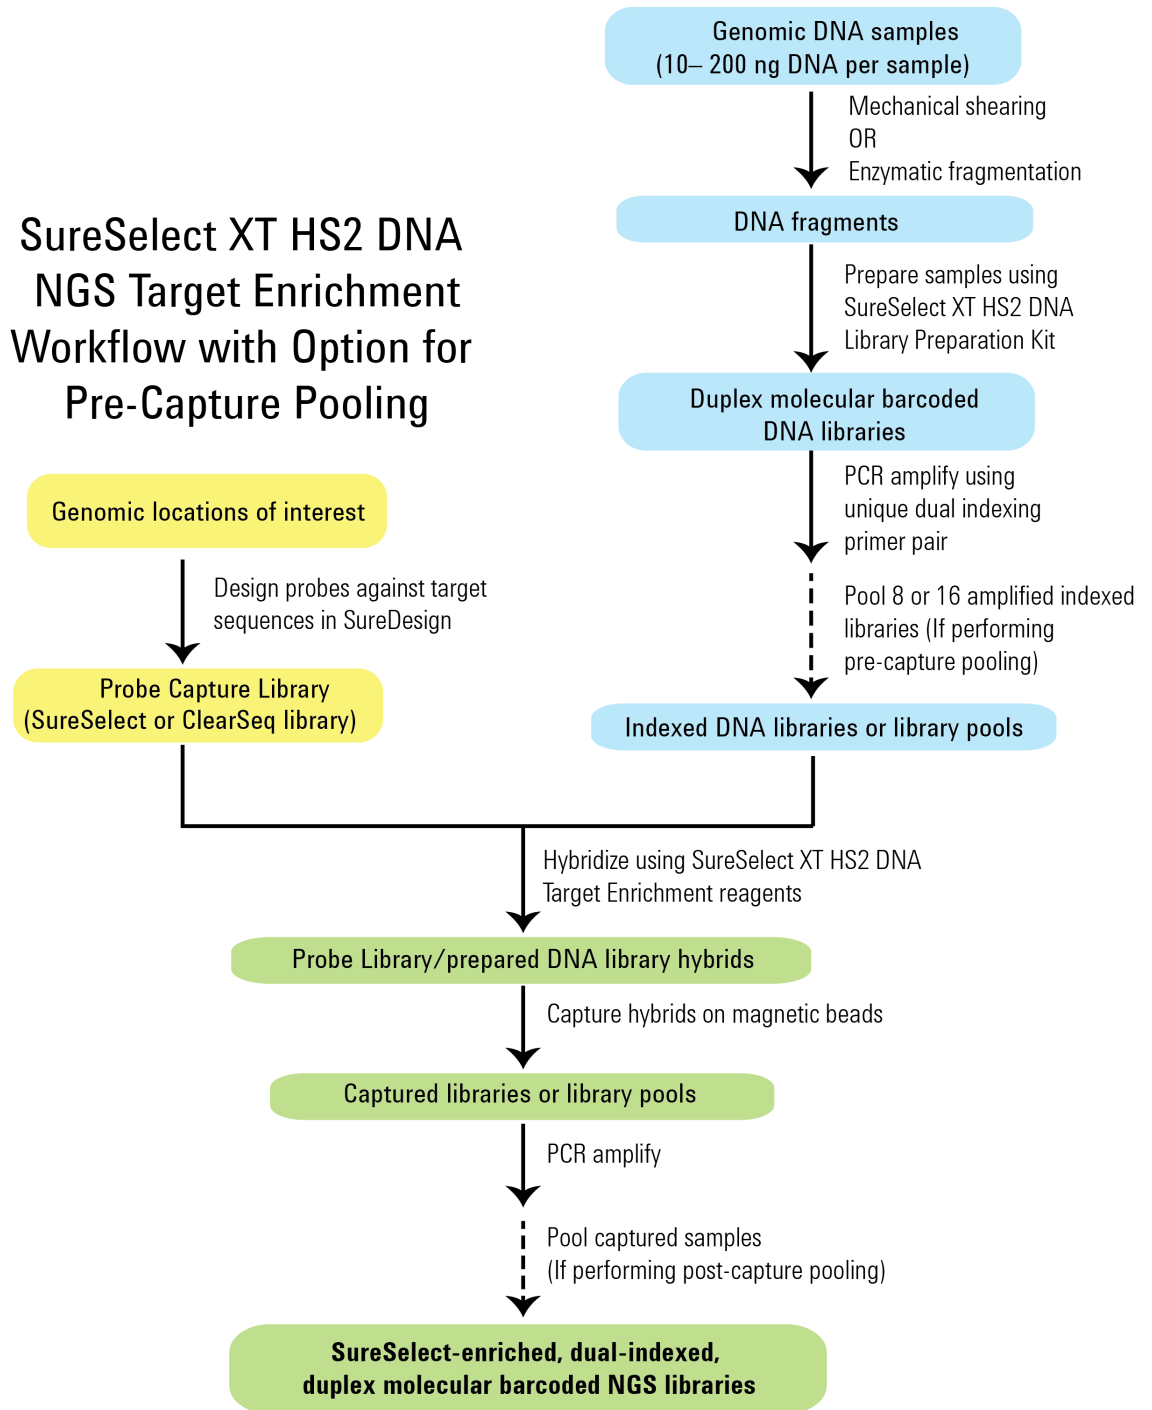 SureSelect XT HS2 DNA
NGS Target Enrichment
Workflow with Option for
Pre-Capture Pooling
Genomic DNA samples
(10– 200 ng DNA per sample)
Mechanical shearing
OR
Enzymatic fragmentation
DNA fragments
Prepare samples using
SureSelect XT HS2 DNA
Library Preparation Kit
Duplex molecular barcoded
DNA libraries
PCR amplify using
unique dual indexing
primer pair
Pool 8 or 16 amplified indexed
libraries (If performing
pre-capture pooling)
Indexed DNA libraries or library pools
Genomic locations of interest
Design probes against target
sequences in SureDesign
Probe Capture Library
(SureSelect or ClearSeq library)
Hybridize using SureSelect XT HS2 DNA
Target Enrichment reagents
Probe Library/prepared DNA library hybrids
Capture hybrids on magnetic beads
Captured libraries or library pools
PCR amplify
Pool captured samples
(If performing post-capture pooling)
SureSelect-enriched, dual-indexed,
duplex molecular barcoded NGS libraries